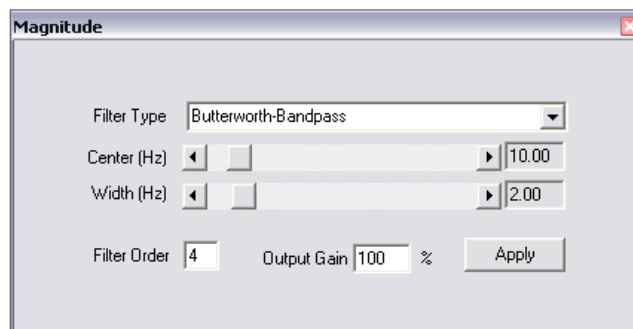 Magnitude
Filter Type Butterworth-Bandpass
Center (Hz) 10.00
Width (Hz) 2.00
Filter Order 4 Output Gain 100 % Apply